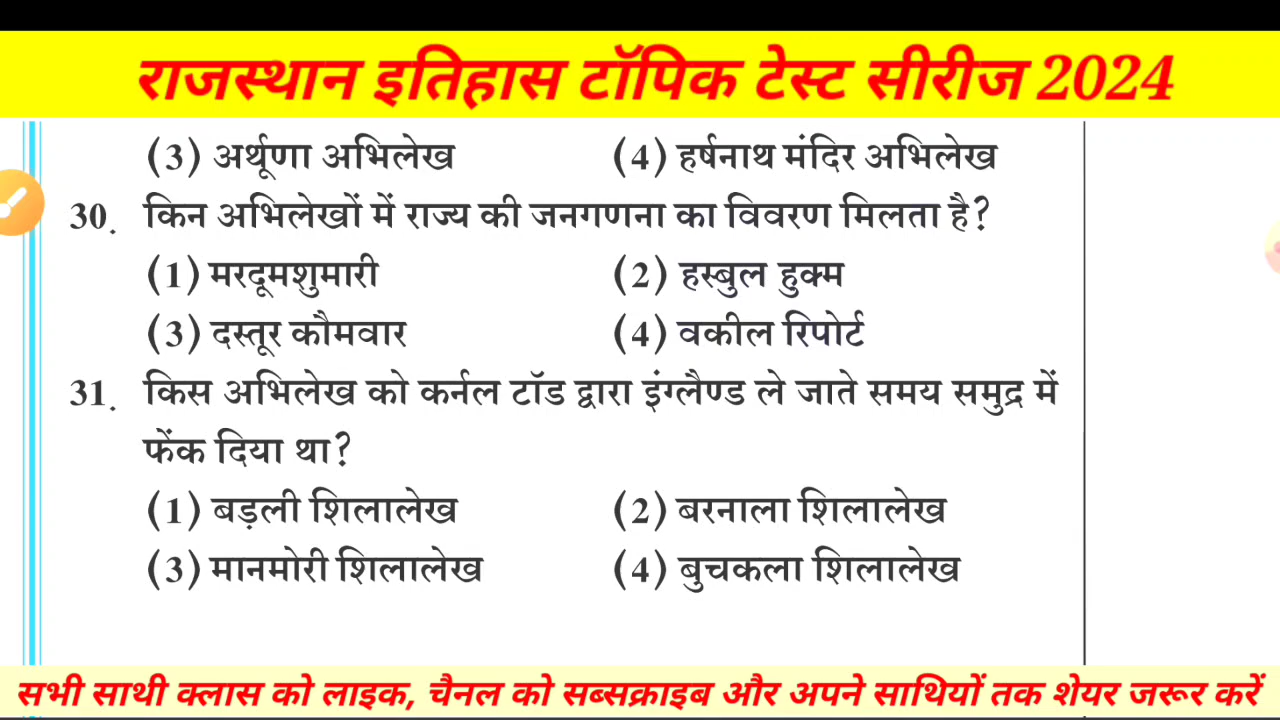 राजस्थान इतिहास टॉपिक टेस्ट सीरीज 2024
(3) अर्थूणा अभिलेख (4) हर्षनाथ मंदिर अभिलेख
30. किन अभिलेखों में राज्य की जनगणना का विवरण मिलता है?
(1) मरदूमशुमारी (2) हस्बुल हुक्म
(3) दस्तूर कौमवार (4) वकील रिपोर्ट
31. किस अभिलेख को कर्नल टॉड द्वारा इंग्लैण्ड ले जाते समय समुद्र में
फेंक दिया था?
(1) बड़ली शिलालेख (2) बरनाला शिलालेख
(3) मानमोरी शिलालेख (4) बुचकला शिलालेख
सभी साथी क्लास को लाइक, चैनल को सब्सक्राइब और अपने साथियों तक शेयर जरूर करें